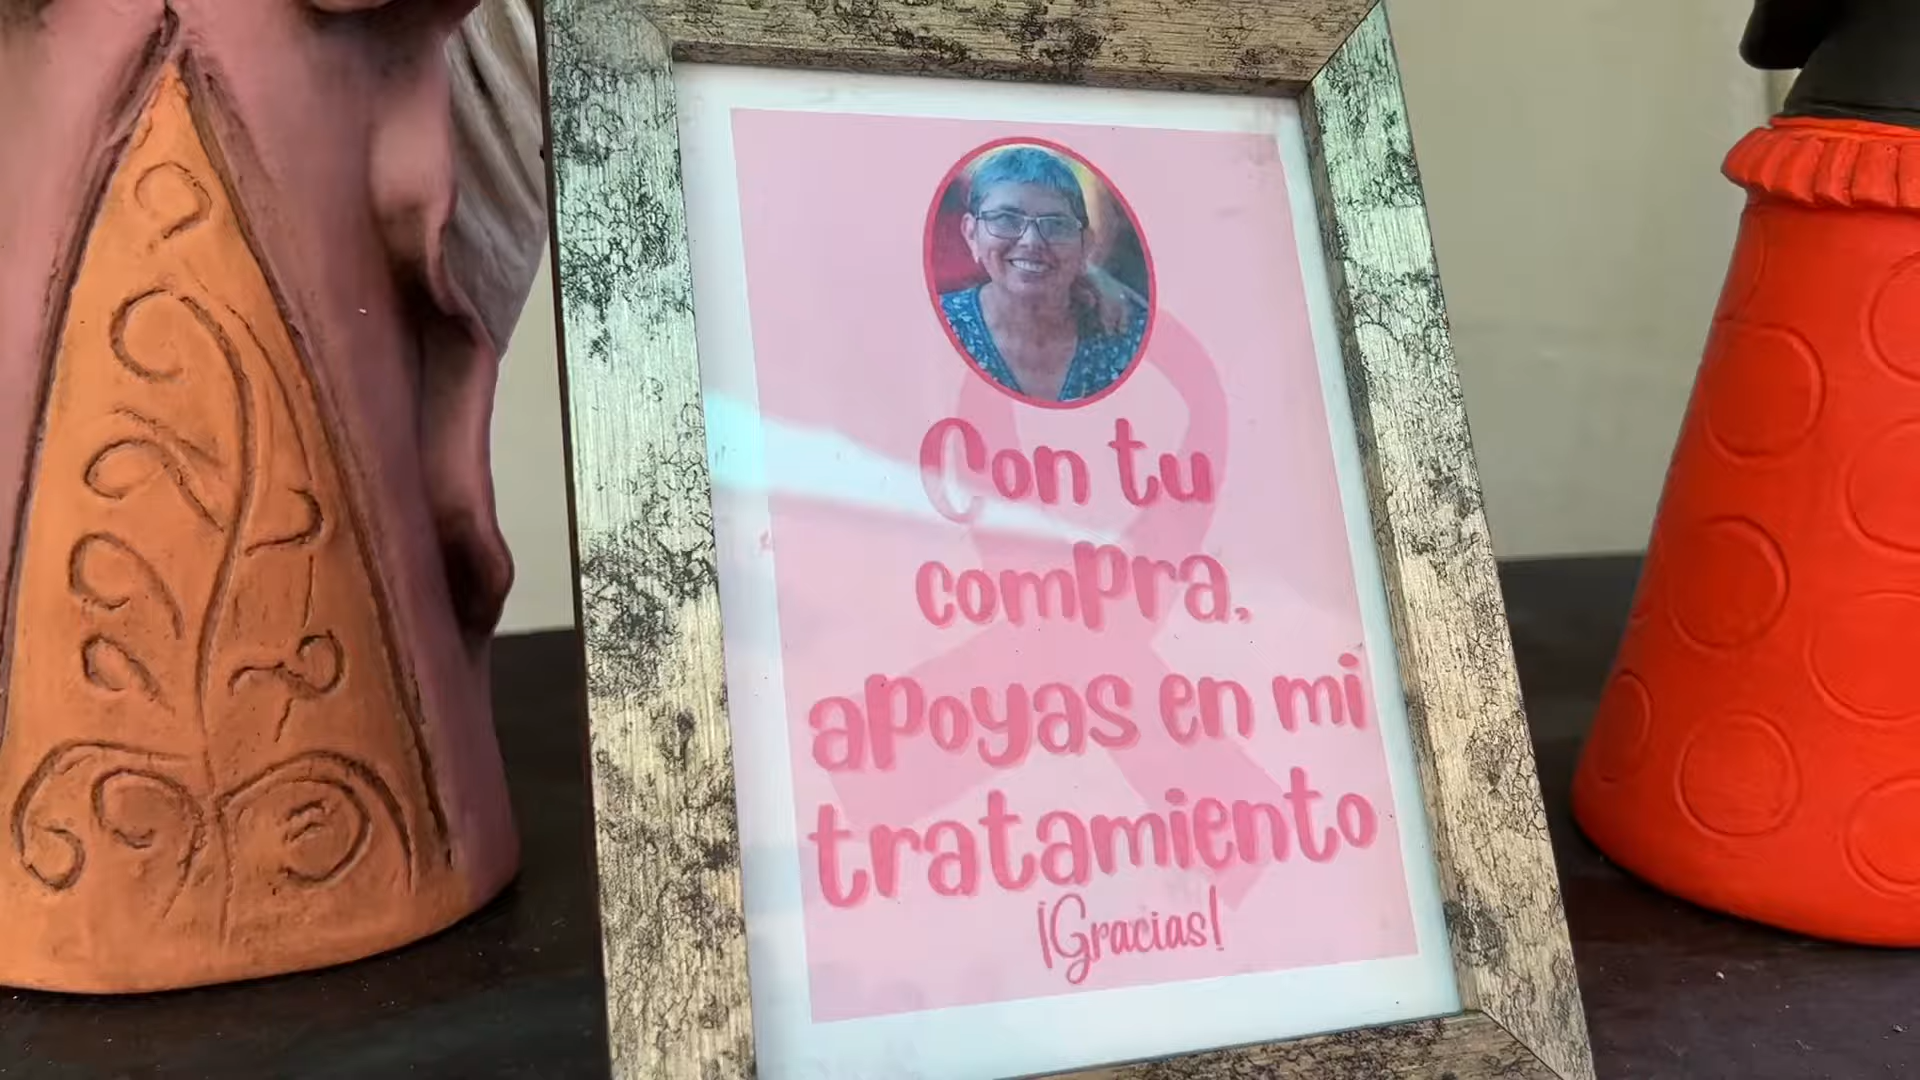 Con tu
compra,
apoyas en mi
tratamiento
¡Gracias!